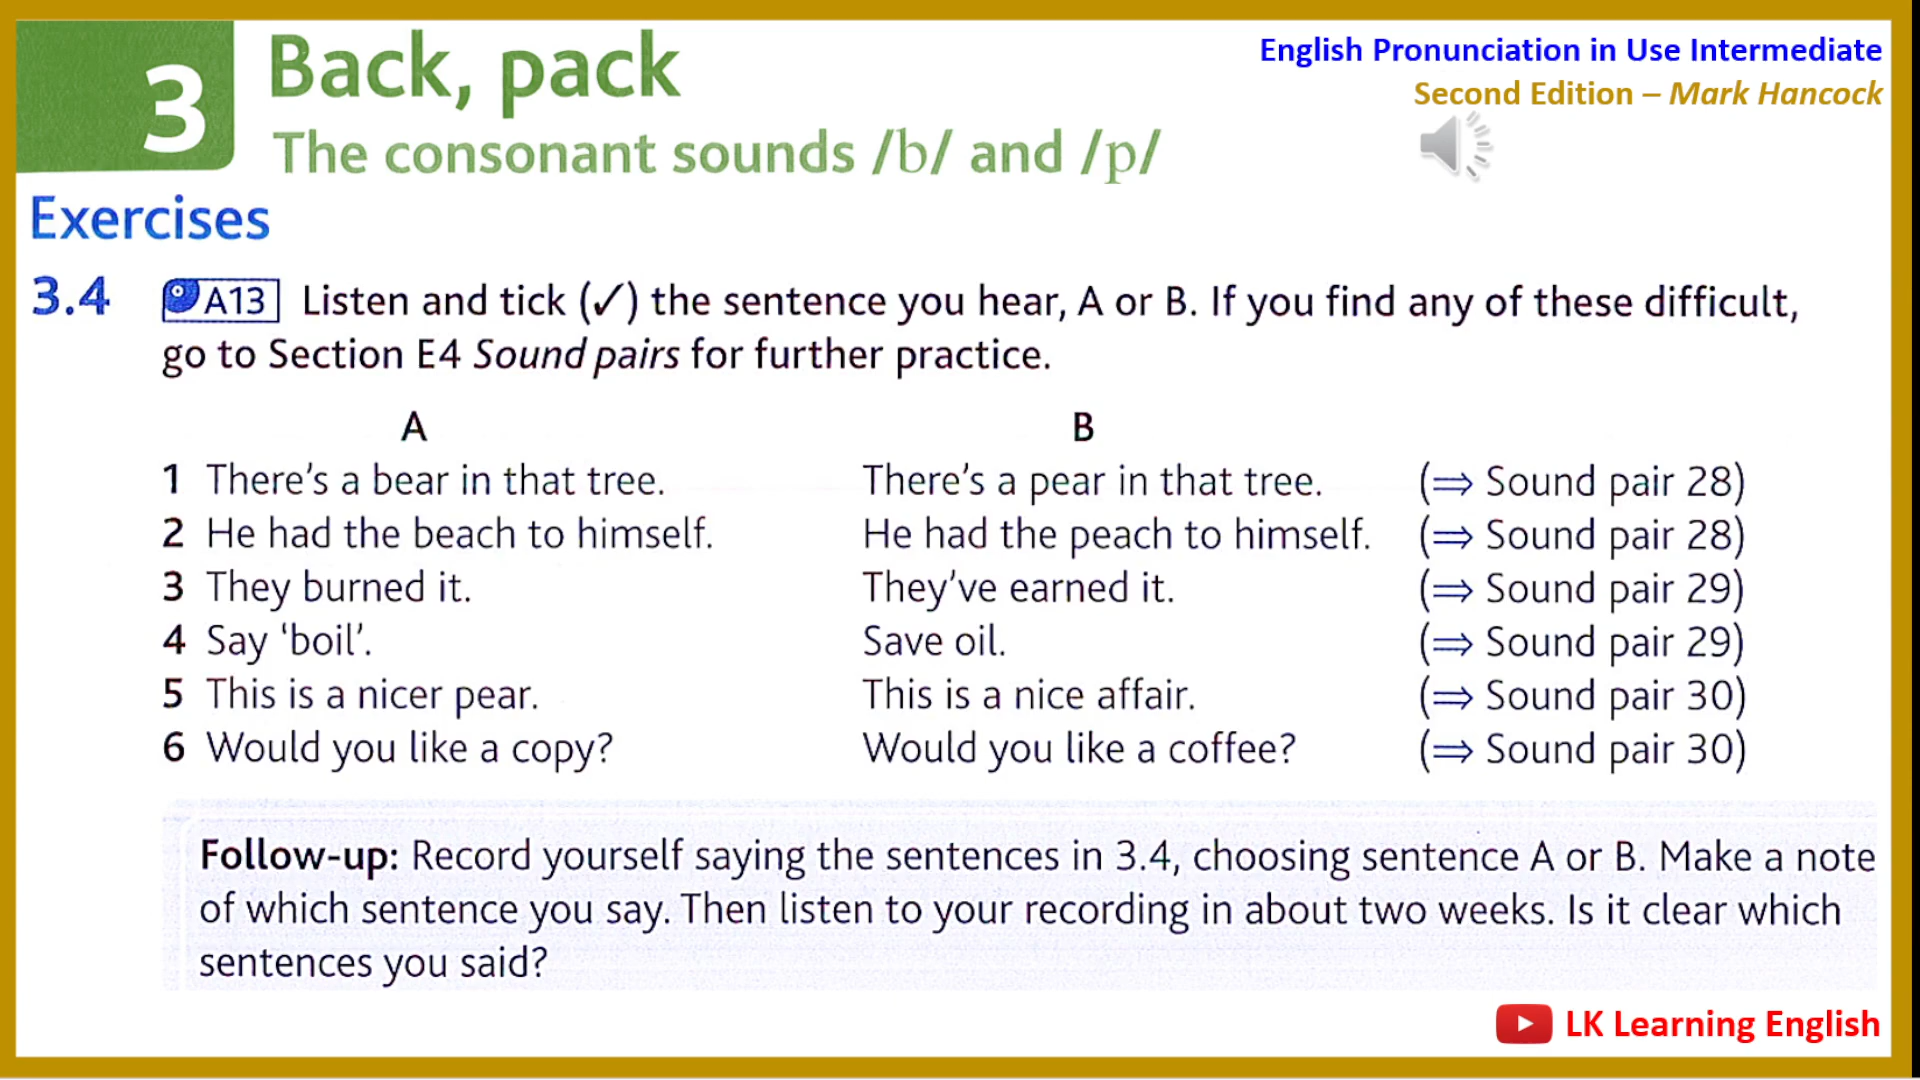 3
Back, pack
The consonant sounds /b/ and /p/
English Pronunciation in Use Intermediate
Second Edition – Mark Hancock
Exercises
3.4 A13 Listen and tick (✓) the sentence you hear, A or B. If you find any of these difficult,
go to Section E4 Sound pairs for further practice.
A B
1 There's a bear in that tree. There's a pear in that tree. (⇒ Sound pair 28)
2 He had the beach to himself. He had the peach to himself. (⇒ Sound pair 28)
3 They burned it. They've earned it. (⇒ Sound pair 29)
4 Say 'boil'. Save oil. (⇒ Sound pair 29)
5 This is a nicer pear. This is a nice affair. (⇒ Sound pair 30)
6 Would you like a copy? Would you like a coffee? (⇒ Sound pair 30)
Follow-up: Record yourself saying the sentences in 3.4, choosing sentence A or B. Make a note
of which sentence you say. Then listen to your recording in about two weeks. Is it clear which
sentences you said?
LK Learning English